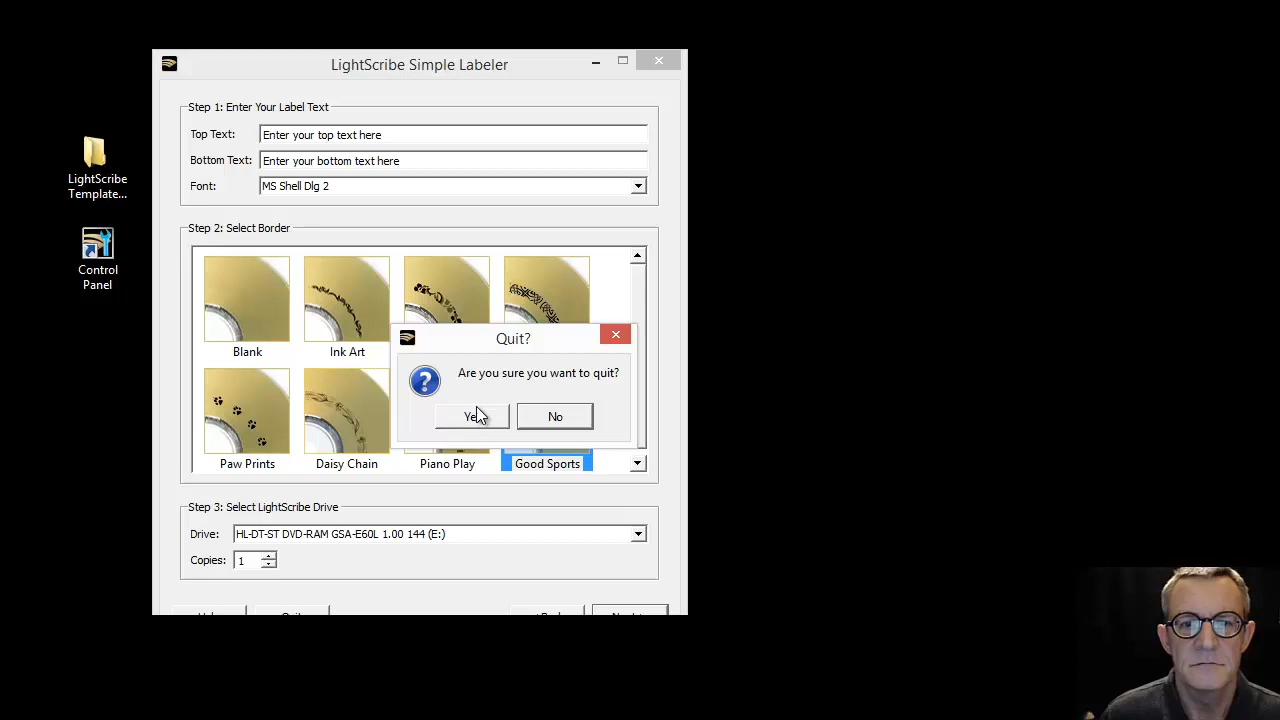 LightScribe Simple Labeler
Step 1: Enter Your Label Text
Top Text: Enter your top text here
Bottom Text: Enter your bottom text here
Font: MS Shell Dlg 2
LightScribe
Template...
Control
Panel
Step 2: Select Border
Blank
Ink Art
Quit?
Are you sure you want to quit?
No
Paw Prints
Daisy Chain
Piano Play
Good Sports
Step 3: Select LightScribe Drive
Drive: HL-DT-ST DVD-RAM GSA-E60L 1.00 144 (E:)
Copies: 1